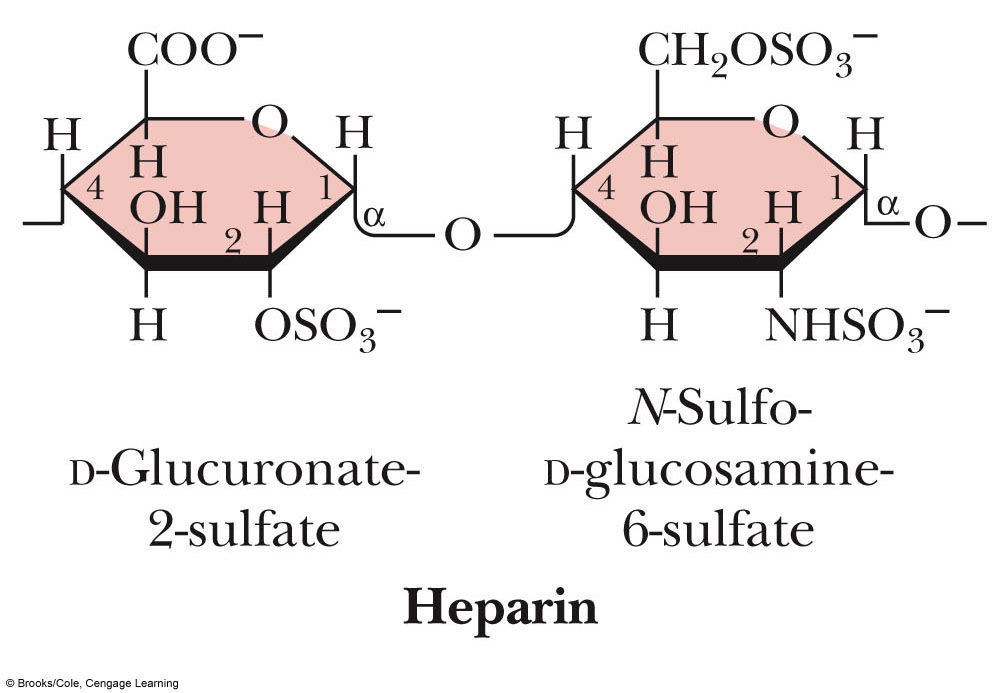 COO⁻ CH₂OSO₃⁻
H O H H O H
H H
4 1 4 1
OH H α OH H α
2 O 2 O
H OSO₃⁻ H NHSO₃⁻
N-Sulfo-
D-Glucuronate- D-glucosamine-
2-sulfate 6-sulfate
Heparin
© Brooks/Cole, Cengage Learning